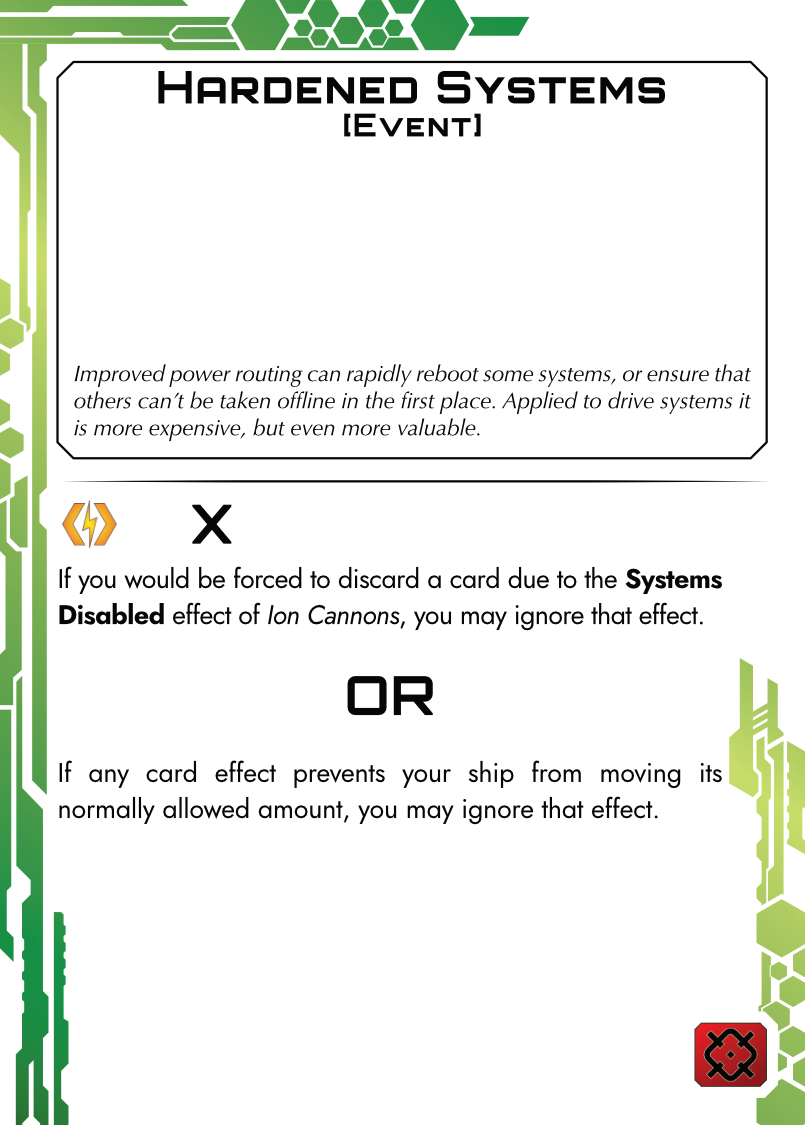 Hardened Systems
[Event]
Improved power routing can rapidly reboot some systems, or ensure that
others can’t be taken offline in the first place. Applied to drive systems it
is more expensive, but even more valuable.
X
If you would be forced to discard a card due to the Systems
Disabled effect of Ion Cannons, you may ignore that effect.
OR
If any card effect prevents your ship from moving its
normally allowed amount, you may ignore that effect.